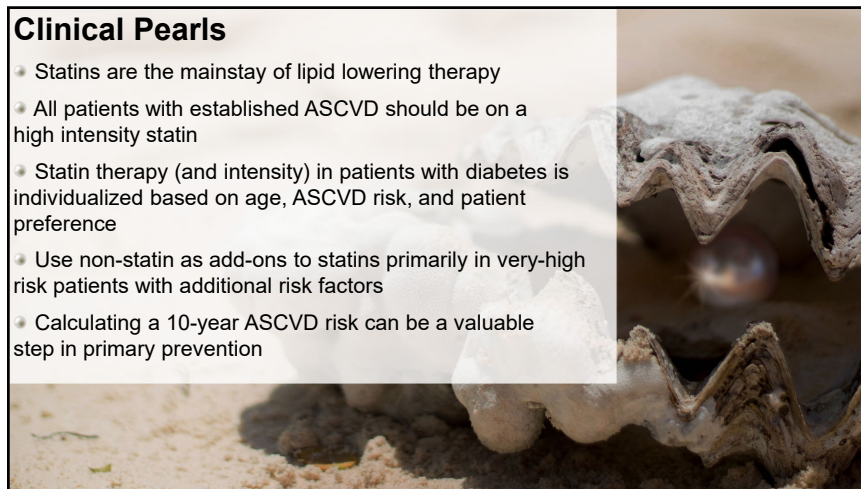 Clinical Pearls
Statins are the mainstay of lipid lowering therapy
All patients with established ASCVD should be on a
high intensity statin
Statin therapy (and intensity) in patients with diabetes is
individualized based on age, ASCVD risk, and patient
preference
Use non-statin as add-ons to statins primarily in very-high
risk patients with additional risk factors
Calculating a 10-year ASCVD risk can be a valuable
step in primary prevention